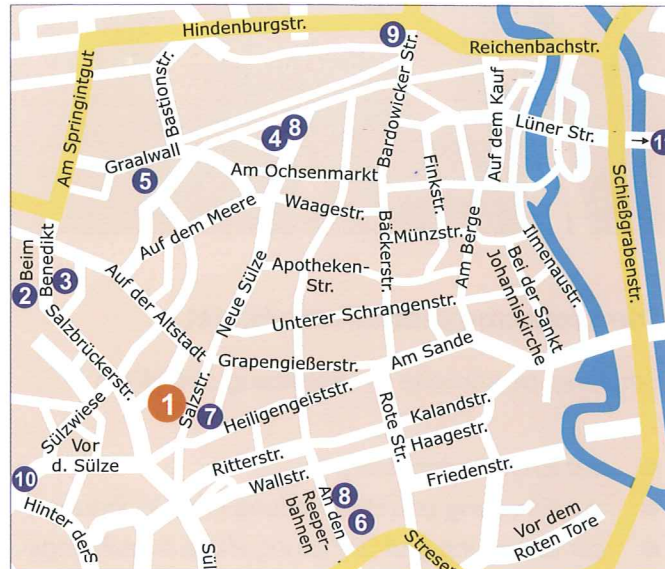 Hindenburgstr.
9
Reichenbachstr.
Am Springintgut
Bastionstr.
4
8
Bardowicker Str.
Auf dem Kauf
Lüner Str.
→
Graalwall
5
Am Ochsenmarkt
Finkstr.
Schießgrabenstr.
Auf dem Meere
Waagestr.
Münzstr.
Bäckerstr.
Am Berge
Ilmenaustr.
Beim
Benedikt
3
2
Auf der Altstadt
Neue Sülze
Apotheken-
Str.
Bei der Sankt
Johanniskirche
Unterer Schrangenstr.
Salzbrückerstr.
Grapengießerstr.
Am Sande
1
Salzstr.
7
Heiligengeiststr.
Rote Str.
Kalandstr.
Haagestr.
Sülzwiese
Vor
d. Sülze
10
Ritterstr.
Wallstr.
Friedenstr.
Hinter der
8
6
An den
Reeper-
bahnen
Vor dem
Roten Tore